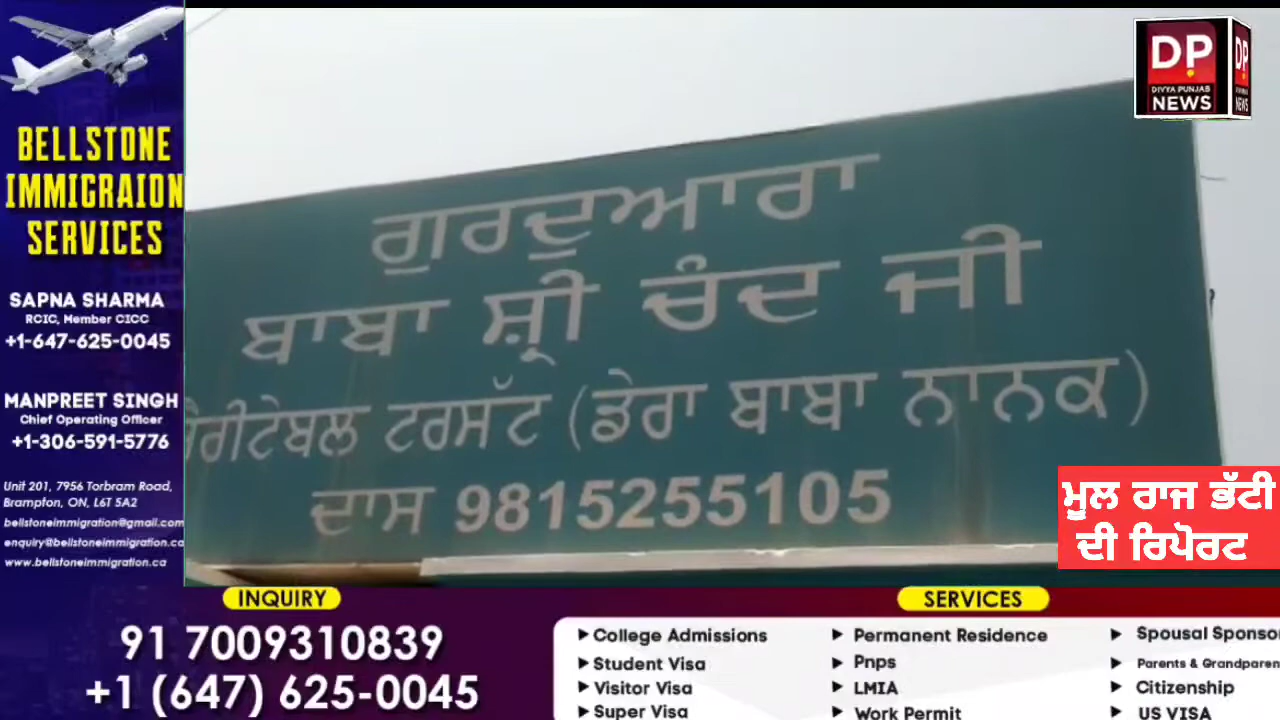 BELLSTONE
IMMIGRAION
SERVICES
SAPNA SHARMA
RCIC, Member CICC
+1-647-625-0045
MANPREET SINGH
Chief Operating Officer
+1-306-591-5776
Unit 201, 7956 Torbram Road,
Brampton, ON, L6T 5A2
bellstoneimmigration@gmail.com
enquiry@bellstoneimmigration.ca
www.bellstoneimmigration.ca
DP
DIVYA PUNJAB
NEWS
ਗੁਰਦੁਆਰਾ
ਬਾਬਾ ਸ਼੍ਰੀ ਚੰਦ ਜੀ
ਟਰਸੱਟ (ਡੇਰਾ ਬਾਬਾ ਨਾਨਕ)
ਦਾਸ 9815255105
ਮੂਲ ਰਾਜ ਭੱਟੀ
ਦੀ ਰਿਪੋਰਟ
INQUIRY
91 7009310839
+1 (647) 625-0045
SERVICES
College Admissions
Student Visa
Visitor Visa
Super Visa
Permanent Residence
Pnps
LMIA
Work Permit
Spousal
Parents &
Citizenship
US VISA